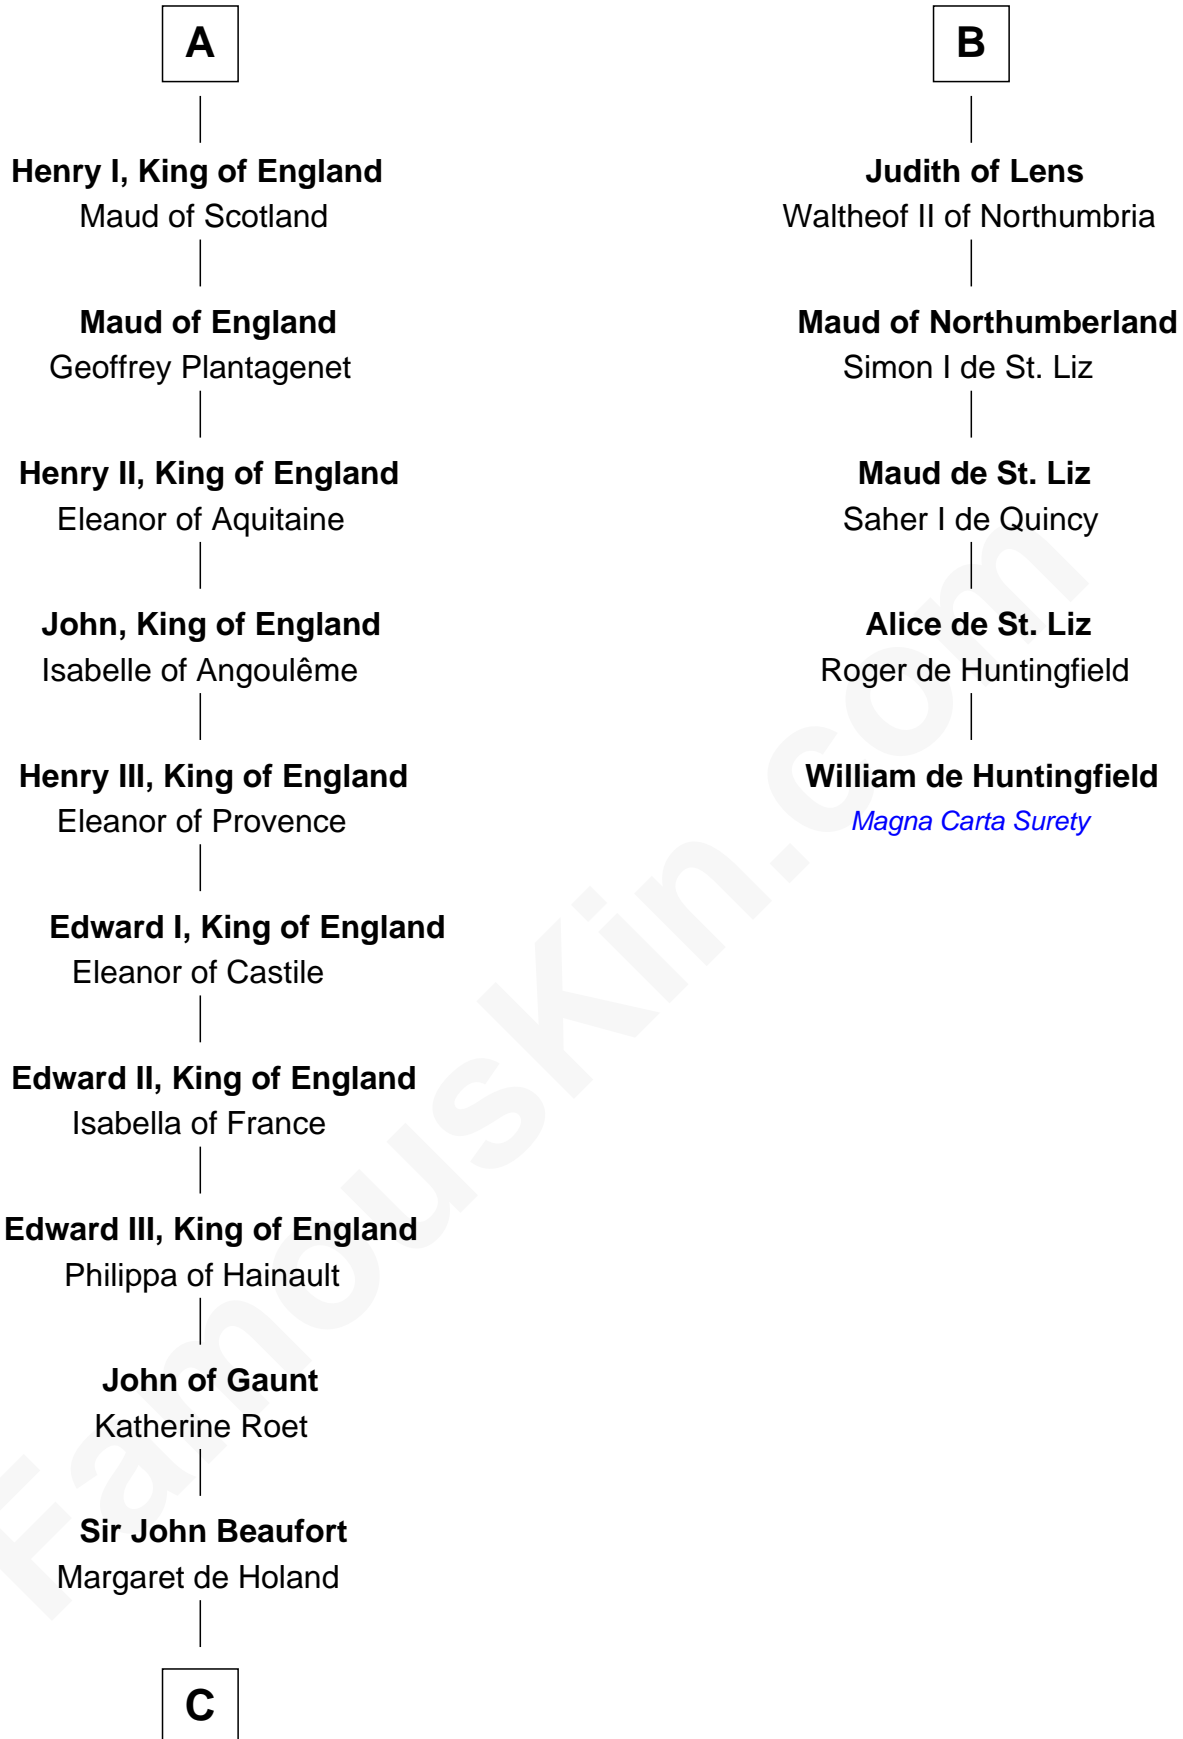 A
Henry I, King of England
Maud of Scotland
Maud of England
Geoffrey Plantagenet
Henry II, King of England
Eleanor of Aquitaine
John, King of England
Isabelle of Angoulême
Henry III, King of England
Eleanor of Provence
Edward I, King of England
Eleanor of Castile
Edward II, King of England
Isabella of France
Edward III, King of England
Philippa of Hainault
John of Gaunt
Katherine Roet
Sir John Beaufort
Margaret de Holand
C
B
Judith of Lens
Waltheof II of Northumbria
Maud of Northumberland
Simon I de St. Liz
Maud de St. Liz
Saher I de Quincy
Alice de St. Liz
Roger de Huntingfield
William de Huntingfield
Magna Carta Surety
FamousKin.com